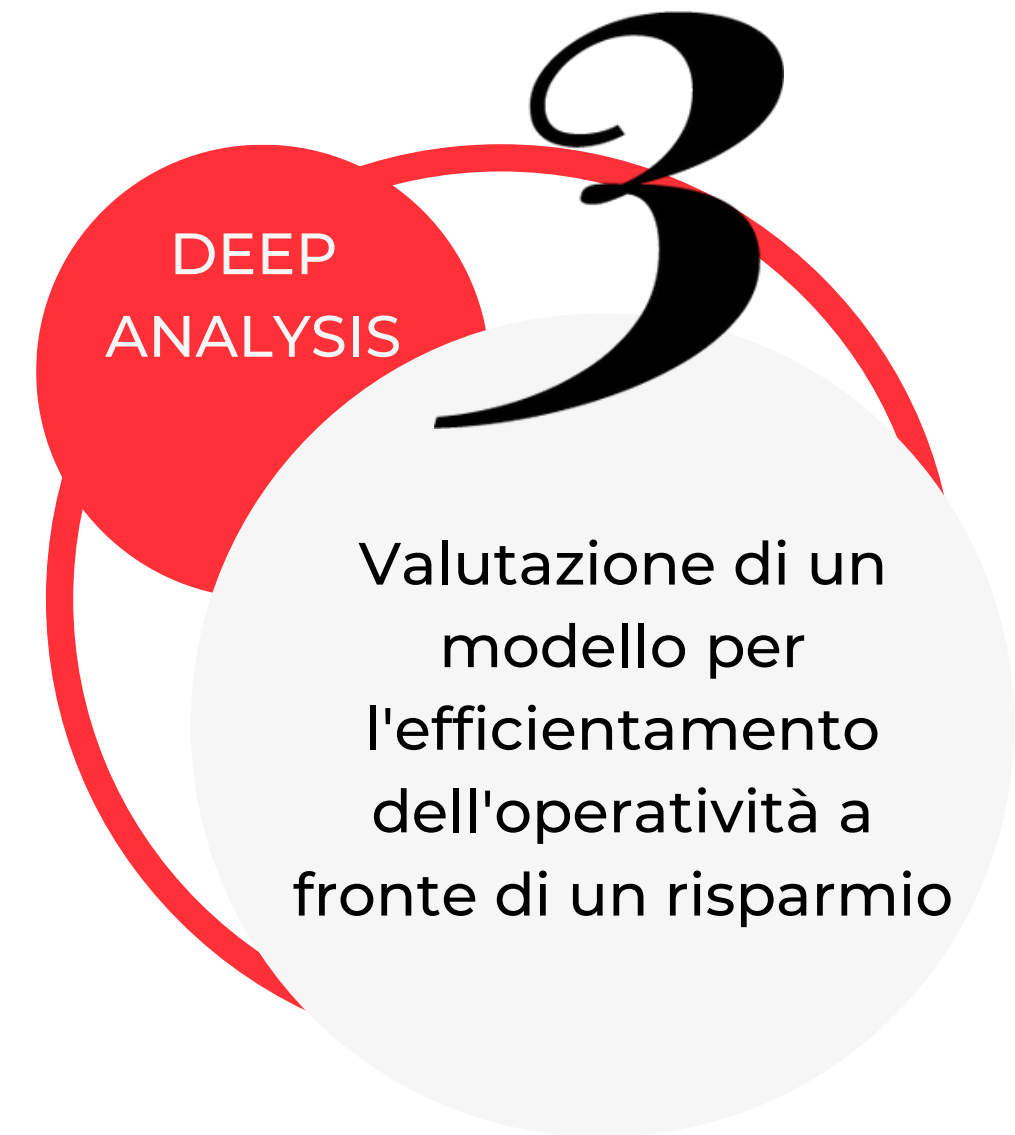 3
DEEP
ANALYSIS
Valutazione di un
modello per
l'efficientamento
dell'operatività a
fronte di un risparmio